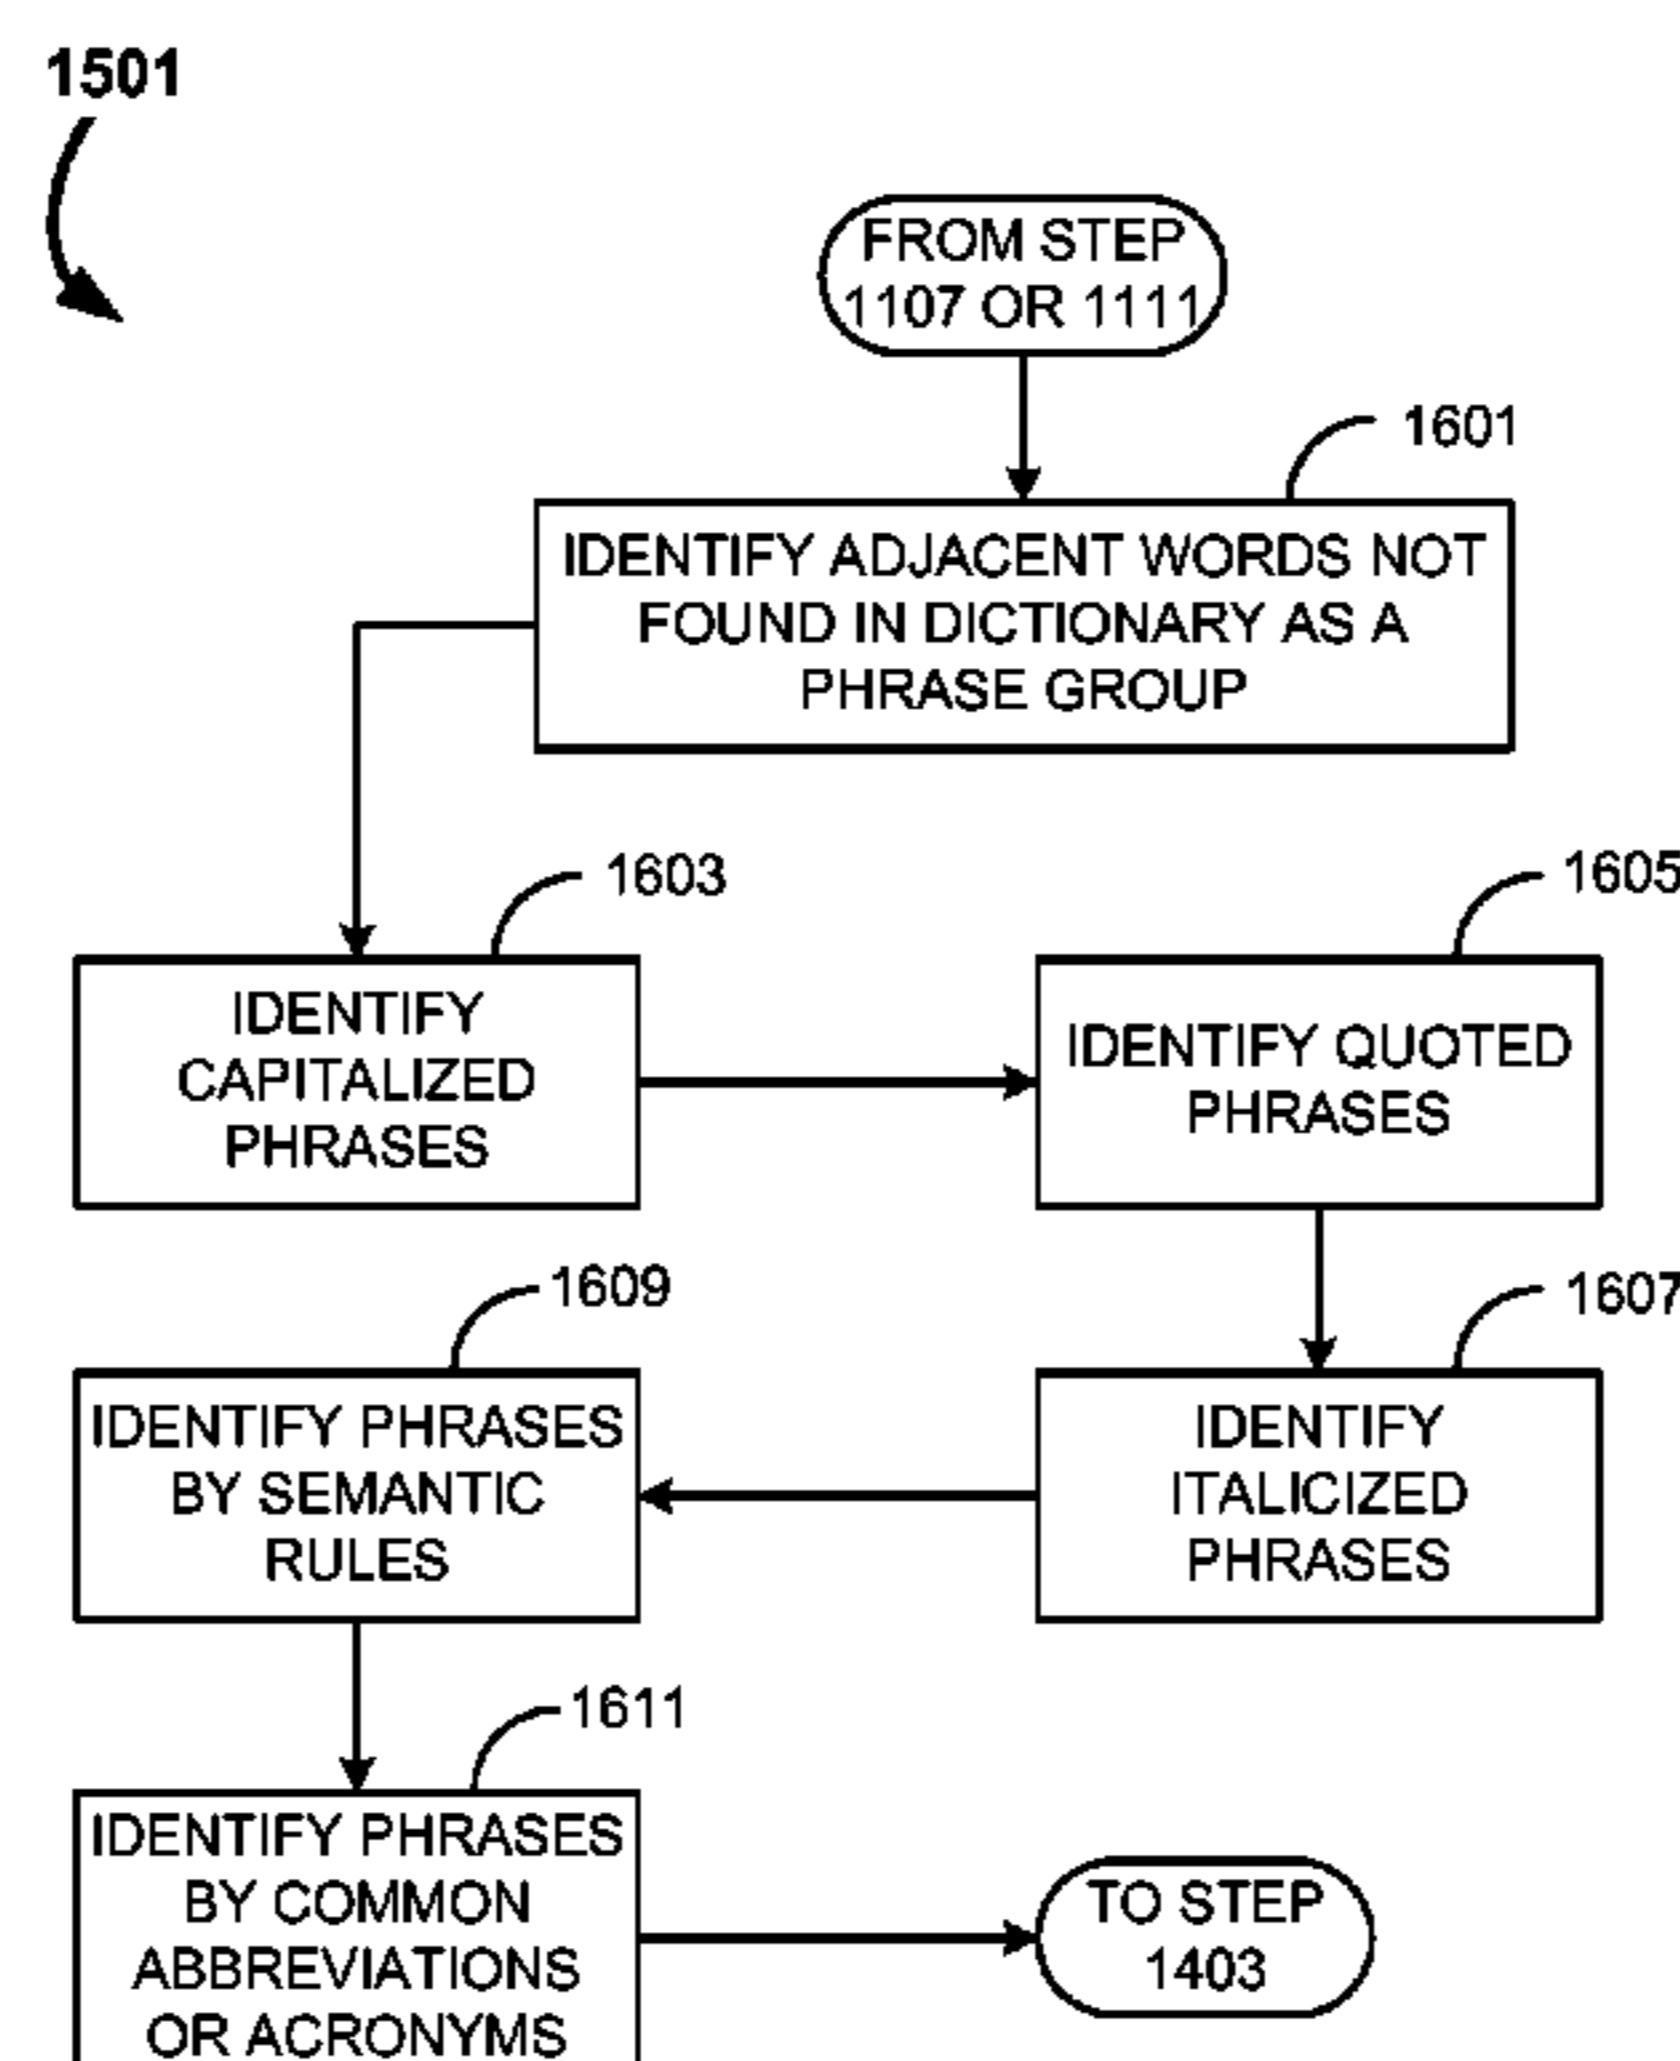 1501
FROM STEP
1107 OR 1111
1601
IDENTIFY ADJACENT WORDS NOT
FOUND IN DICTIONARY AS A
PHRASE GROUP
1603
IDENTIFY
CAPITALIZED
PHRASES
1605
IDENTIFY QUOTED
PHRASES
1607
IDENTIFY
ITALICIZED
PHRASES
1609
IDENTIFY PHRASES
BY SEMANTIC
RULES
1611
IDENTIFY PHRASES
BY COMMON
ABBREVIATIONS
OR ACRONYMS
TO STEP
1403